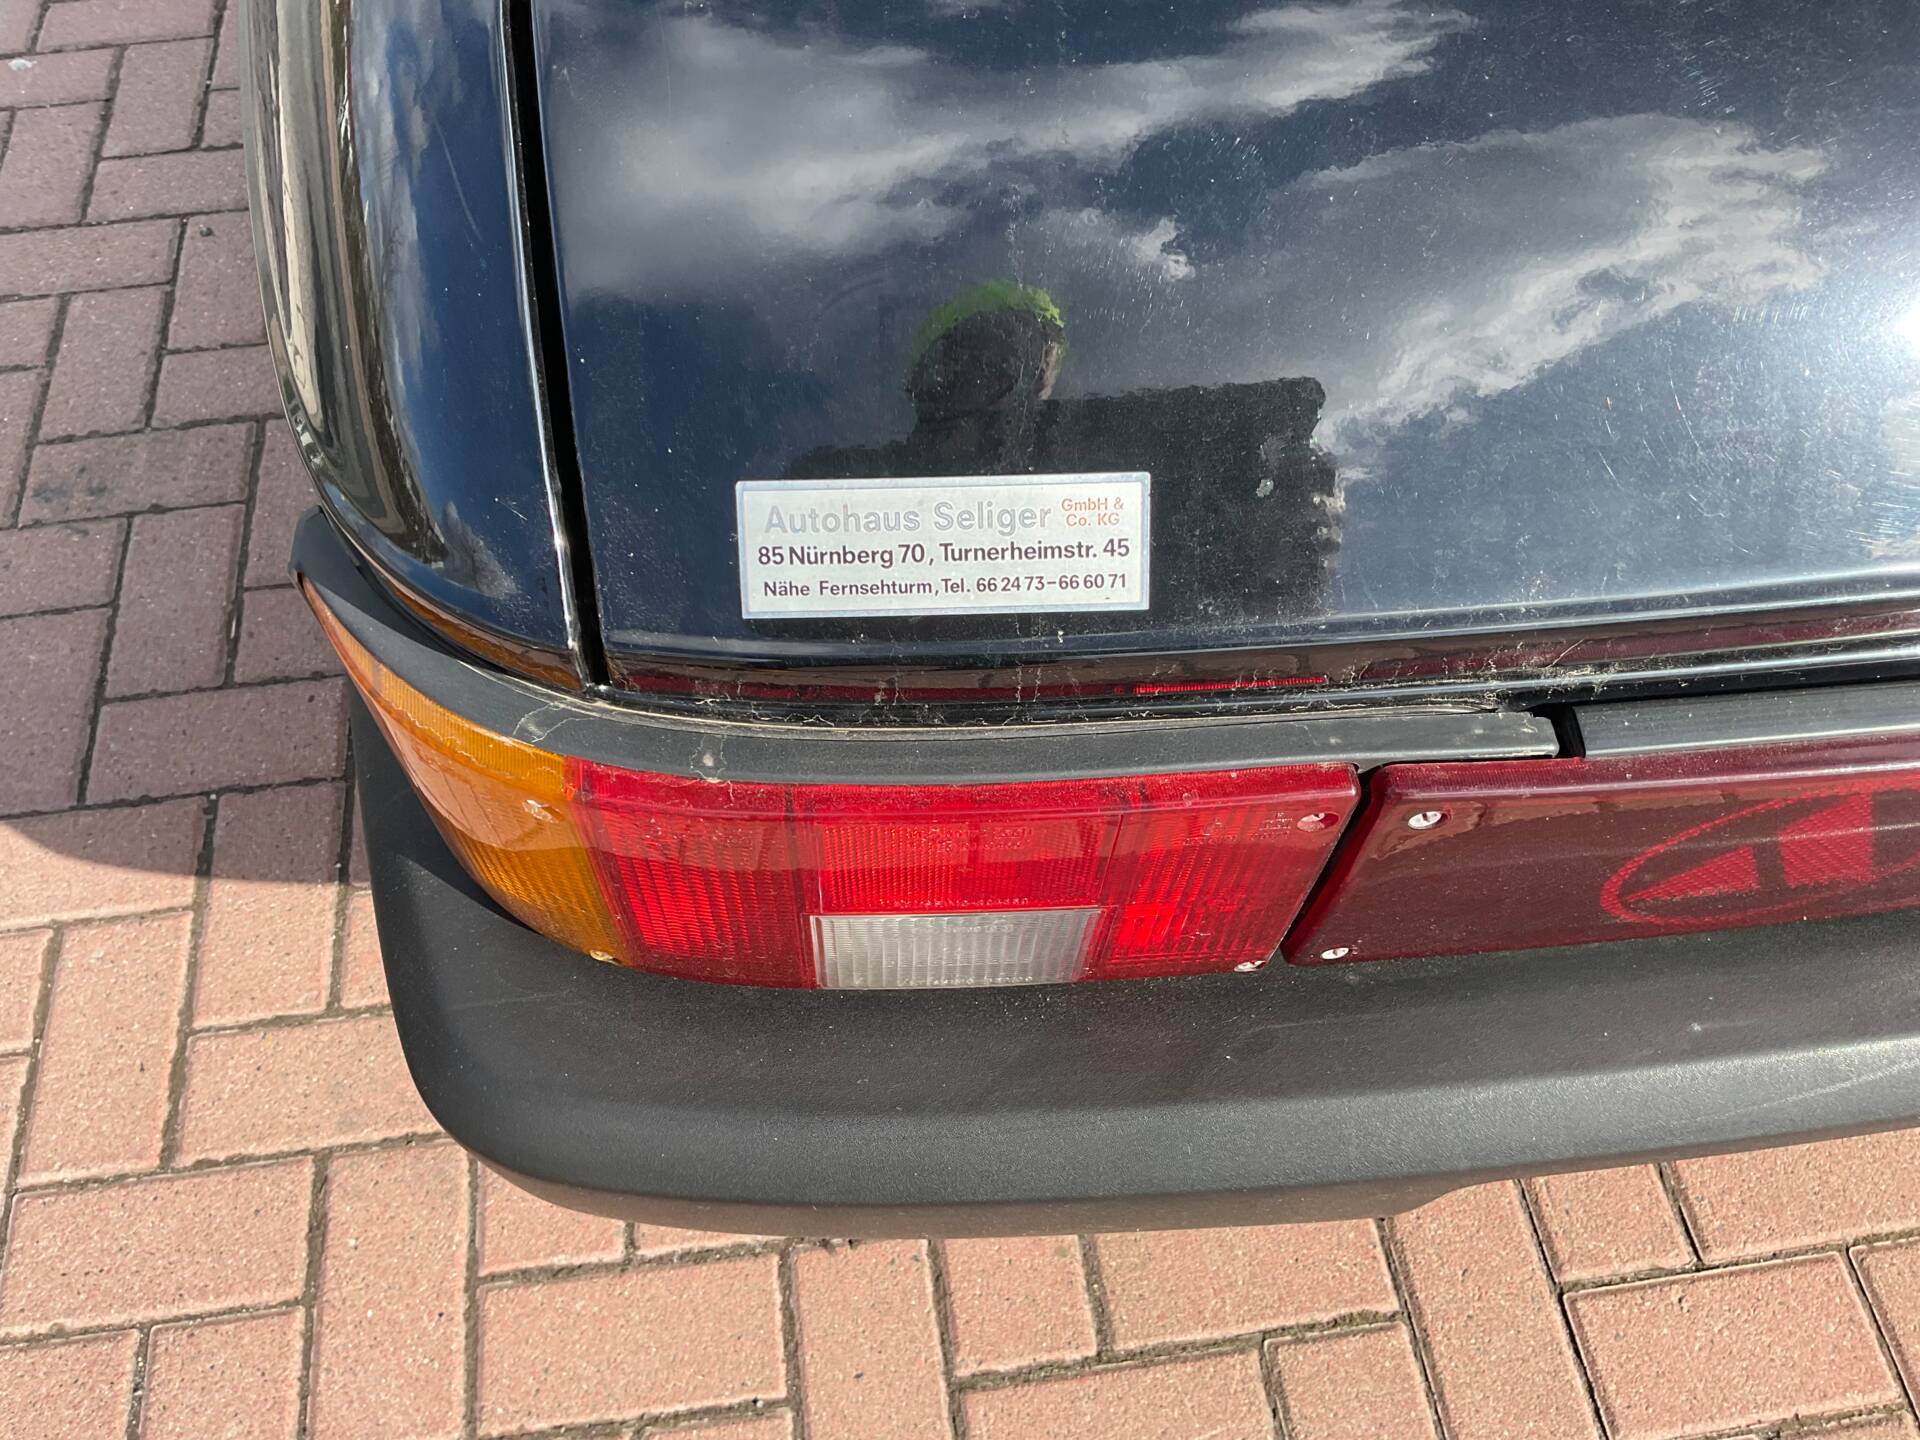 Autohaus Seliger GmbH & Co. KG
85 Nürnberg 70, Turnerheimstr. 45
Nähe Fernsehturm, Tel. 66 24 73-66 60 71